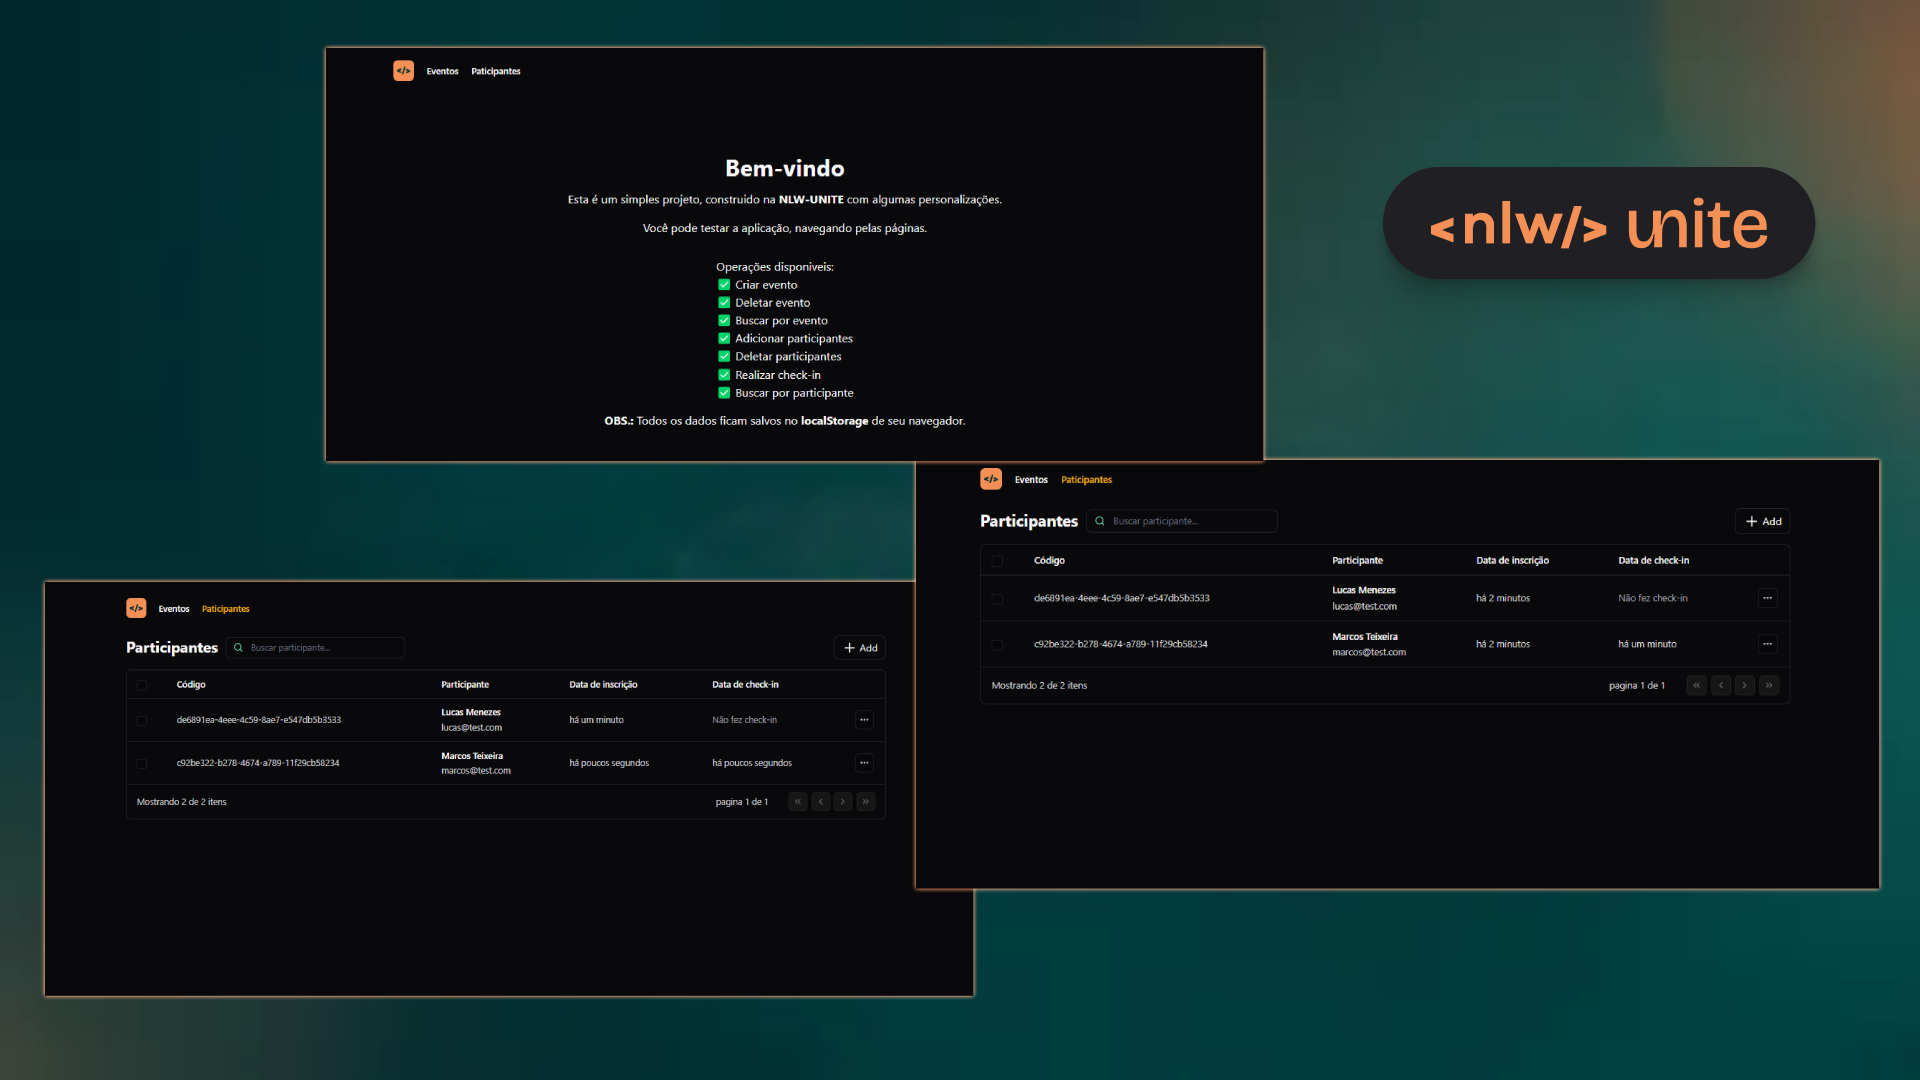 </> Eventos Paticipantes
Bem-vindo
Esta é um simples projeto, construido na NLW-UNITE com algumas personalizações.
Você pode testar a aplicação, navegando pelas páginas.
Operações disponiveis:
✅ Criar evento
✅ Deletar evento
✅ Buscar por evento
✅ Adicionar participantes
✅ Deletar participantes
✅ Realizar check-in
✅ Buscar por participante
OBS.: Todos os dados ficam salvos no localStorage de seu navegador.
<nlw/> unite
</> Eventos Paticipantes
Participantes Buscar participante... + Add
Código Participante Data de inscrição Data de check-in
de6891ea-4eee-4c59-8ae7-e547db5b3533 Lucas Menezes há 2 minutos Não fez check-in ...
lucas@test.com
c92be322-b278-4674-a789-11f29cb58234 Marcos Teixeira há 2 minutos há um minuto ...
marcos@test.com
Mostrando 2 de 2 itens pagina 1 de 1 « ‹ › »
</> Eventos Paticipantes
Participantes Buscar participante... + Add
Código Participante Data de inscrição Data de check-in
de6891ea-4eee-4c59-8ae7-e547db5b3533 Lucas Menezes há um minuto Não fez check-in ...
lucas@test.com
c92be322-b278-4674-a789-11f29cb58234 Marcos Teixeira há poucos segundos há poucos segundos ...
marcos@test.com
Mostrando 2 de 2 itens pagina 1 de 1 « ‹ › »